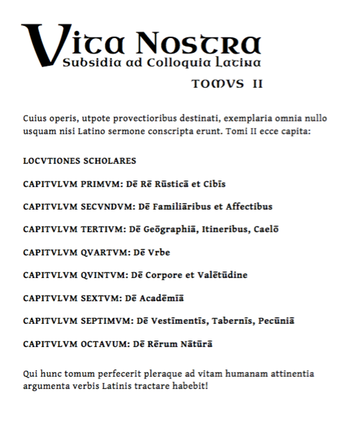 Vita Nostra
Subsidia ad Colloquia Latina
TOMVS II
Cuius operis, utpote provectioribus destinati, exemplaria omnia nullo
usquam nisi Latino sermone conscripta erunt. Tomi II ecce capita:
LOCVTIONES SCHOLARES
CAPITVLVM PRIMVM: Dē Rē Rūsticā et Cibīs
CAPITVLVM SECVNDVM: Dē Familiāribus et Affectibus
CAPITVLVM TERTIVM: Dē Geōgraphiā, Itineribus, Caelō
CAPITVLVM QVARTVM: Dē Vrbe
CAPITVLVM QVINTVM: Dē Corpore et Valētūdine
CAPITVLVM SEXTVM: Dē Acadēmīā
CAPITVLVM SEPTIMVM: Dē Vestīmentīs, Tabernīs, Pecūniā
CAPITVLVM OCTAVUM: Dē Rērum Nātūrā
Qui hunc tomum perfecerit pleraque ad vitam humanam attinentia
argumenta verbis Latinis tractare habebit!